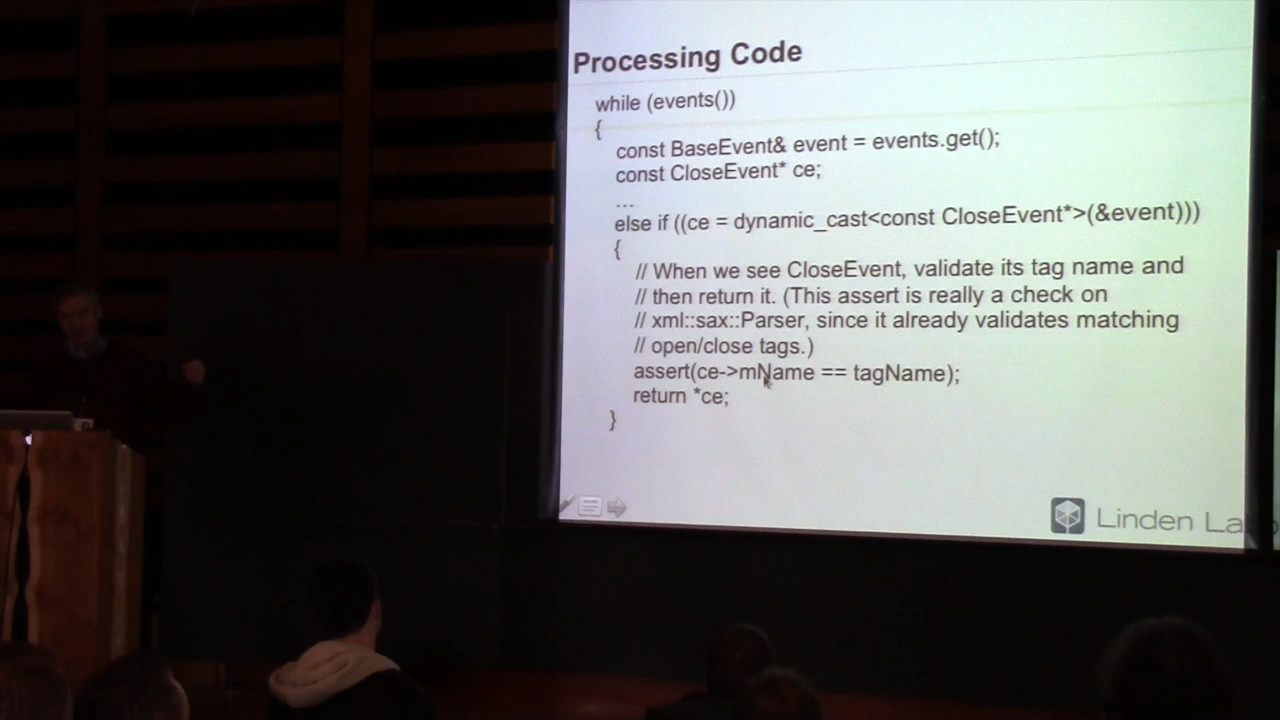 Processing Code
while (events())
{
const BaseEvent& event = events.get();
const CloseEvent* ce;
...
else if ((ce = dynamic_cast<const CloseEvent*>(&event)))
{
// When we see CloseEvent, validate its tag name and
// then return it. (This assert is really a check on
// xml::sax::Parser, since it already validates matching
// open/close tags.)
assert(ce->mName == tagName);
return *ce;
}
Linden La